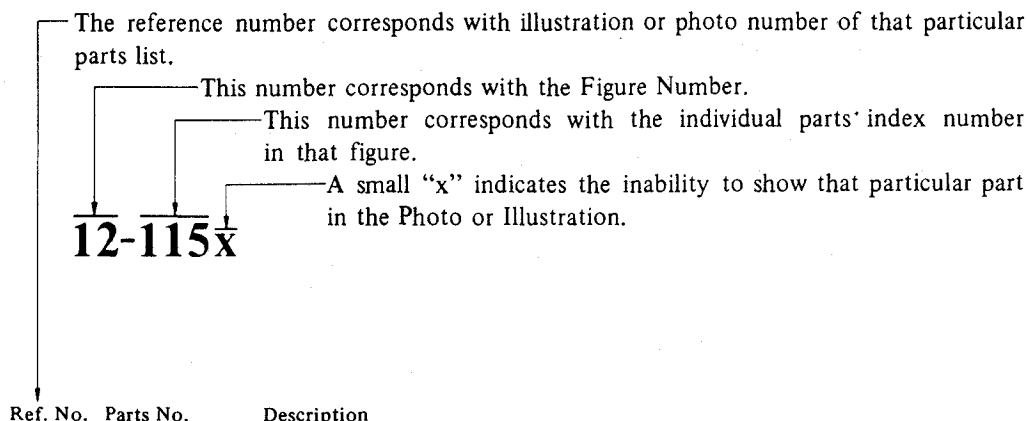 The reference number corresponds with illustration or photo number of that particular
parts list.
This number corresponds with the Figure Number.
This number corresponds with the individual parts' index number
in that figure.
A small “x” indicates the inability to show that particular part
in the Photo or Illustration.
12-115x
Ref. No. Parts No. Description